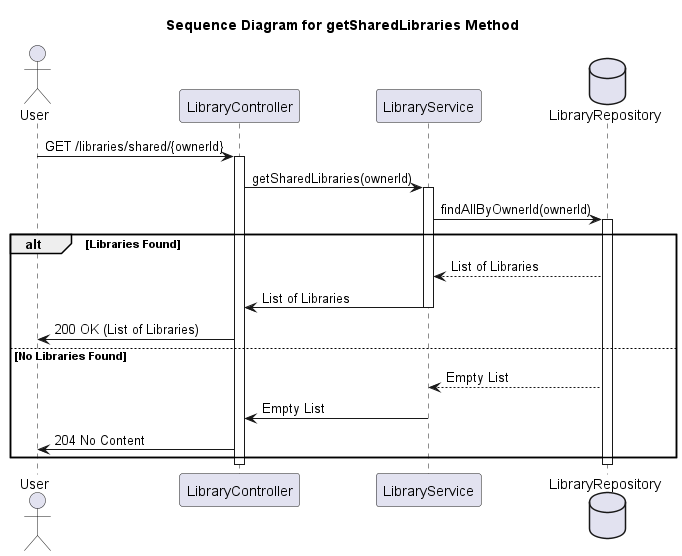 Sequence Diagram for getSharedLibraries Method
User
LibraryController
LibraryService
LibraryRepository
GET /libraries/shared/{ownerId}
getSharedLibraries(ownerId)
findAllByOwnerId(ownerId)
alt [Libraries Found]
List of Libraries
List of Libraries
200 OK (List of Libraries)
[No Libraries Found]
Empty List
Empty List
204 No Content
User
LibraryController
LibraryService
LibraryRepository